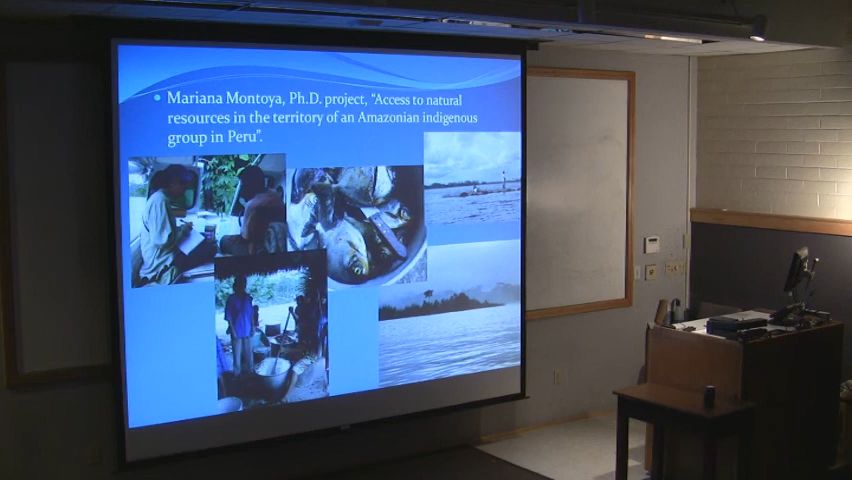 Mariana Montoya, Ph.D. project, "Access to natural
resources in the territory of an Amazonian indigenous
group in Peru".